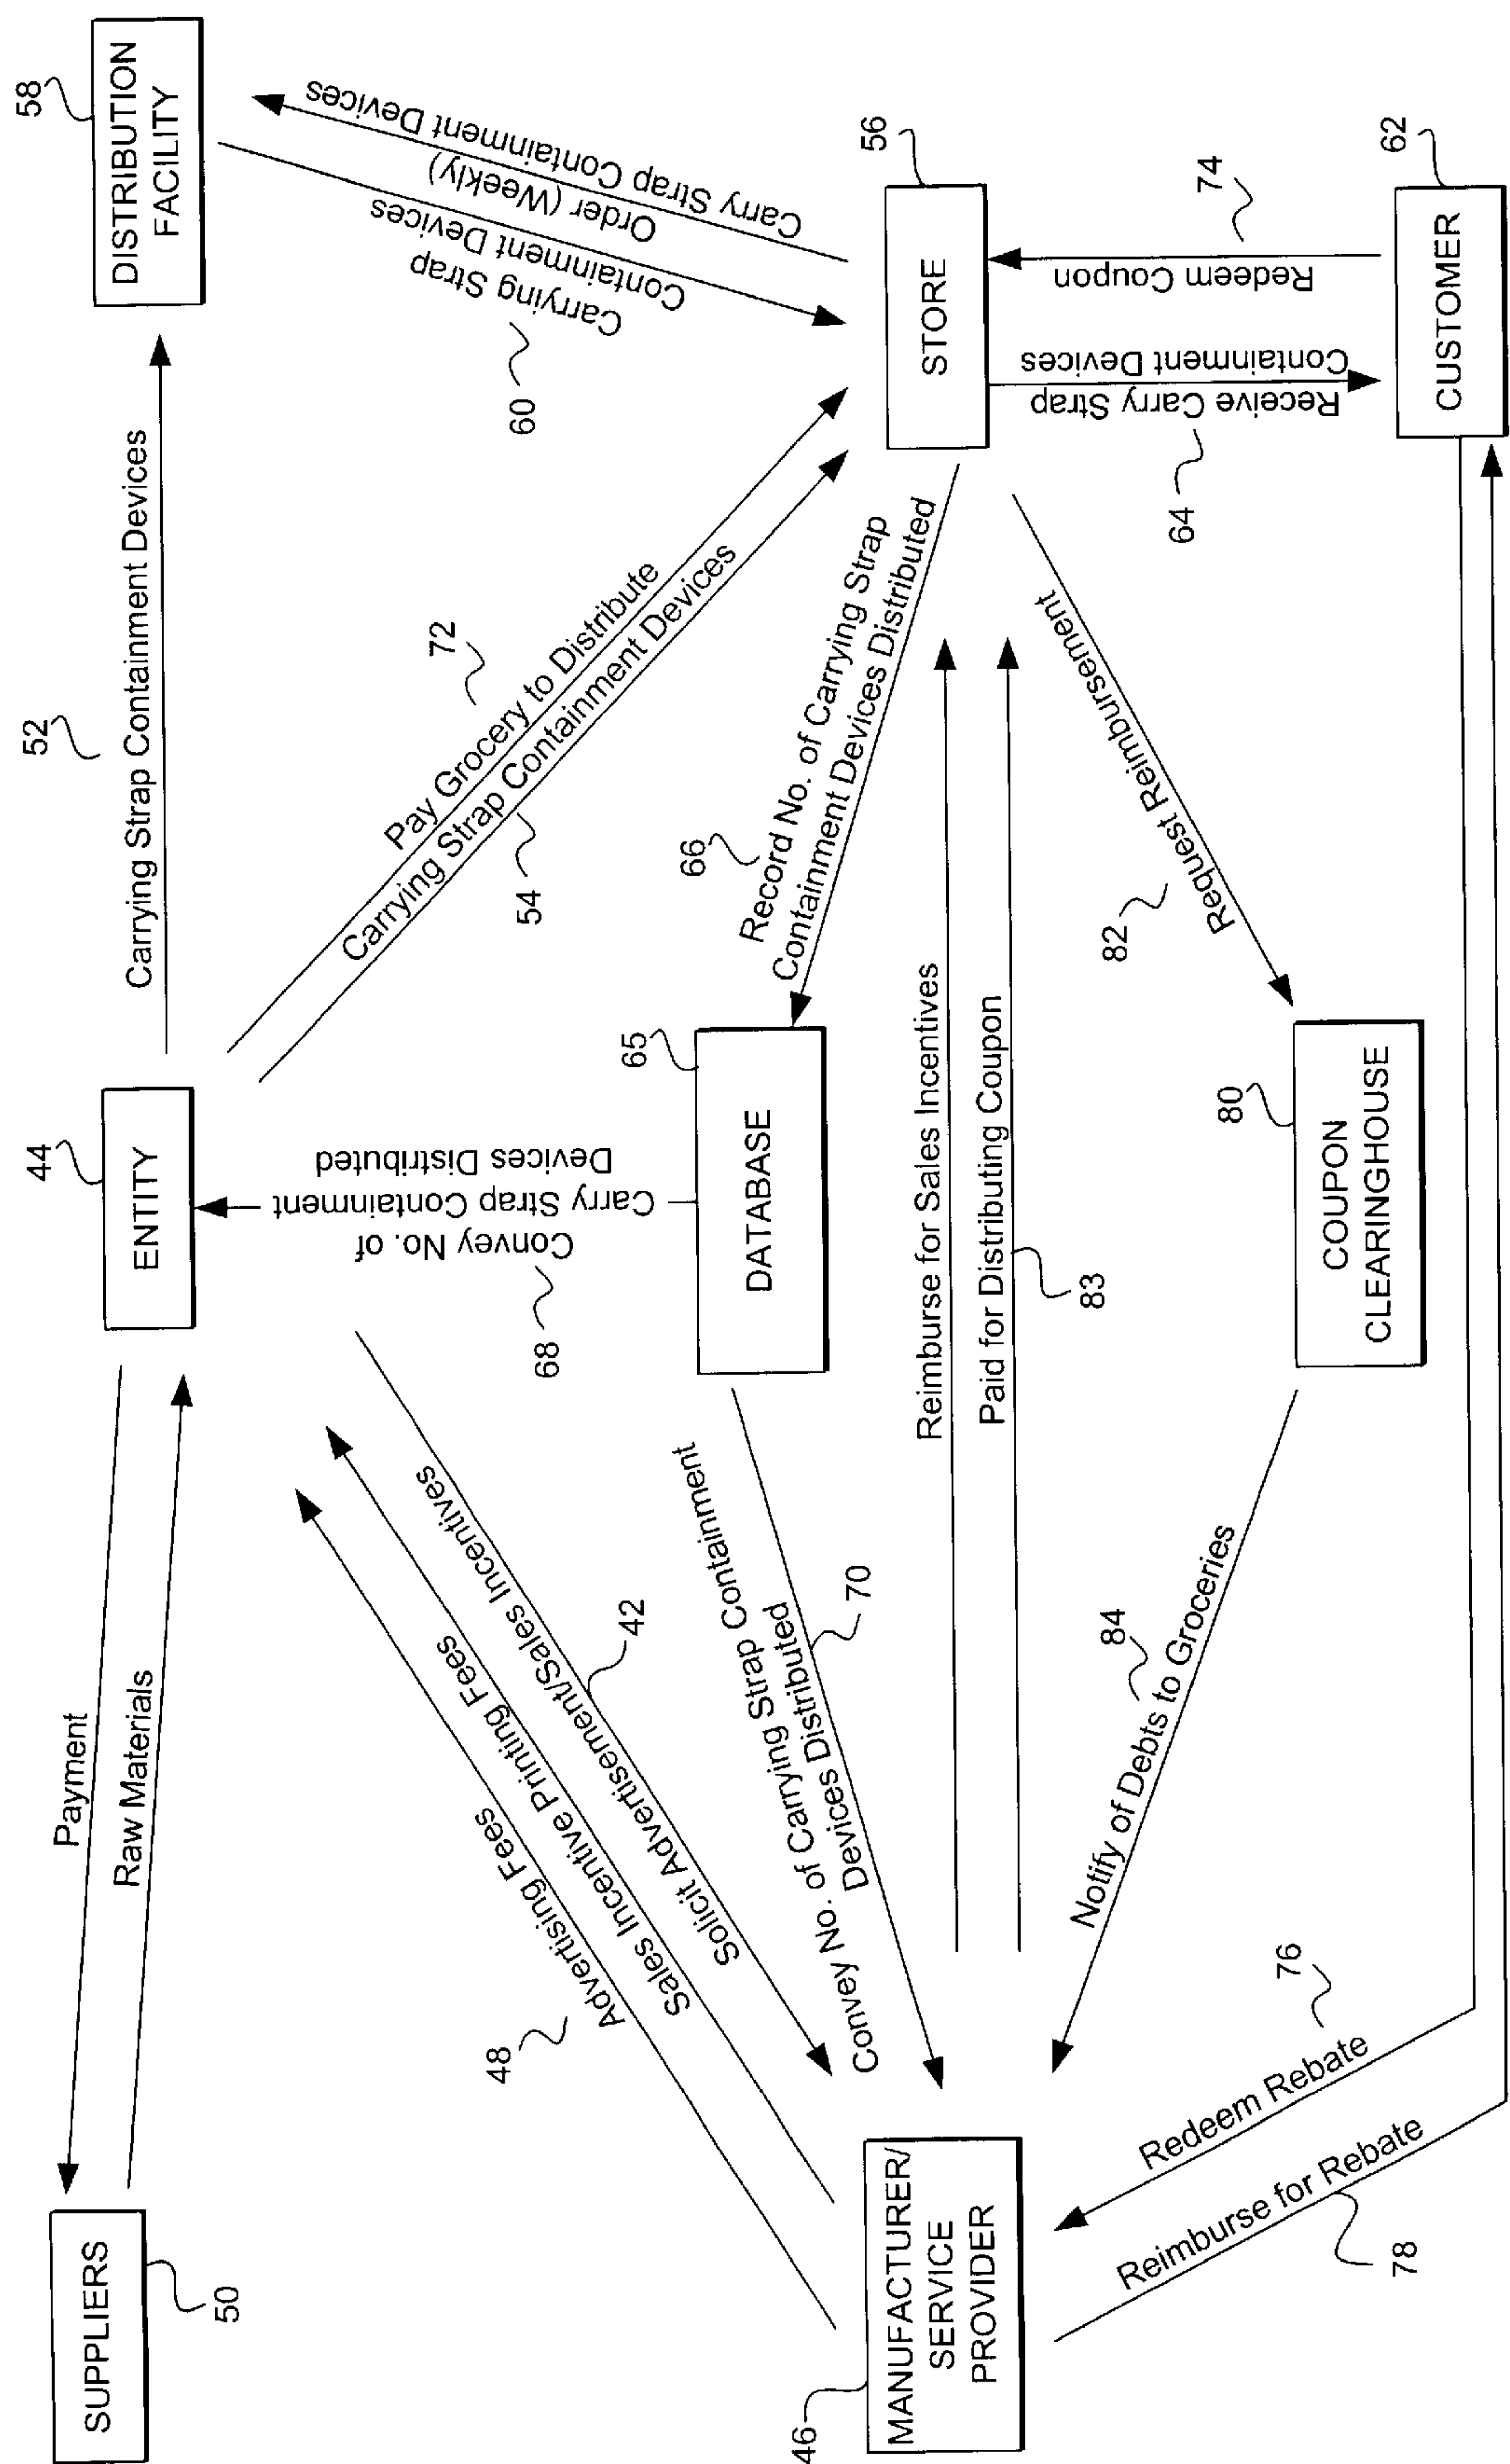 SUPPLIERS
50
Payment
Raw Materials
ENTITY
44
Carrying Strap Containment Devices
52
DISTRIBUTION
FACILITY
58
Advertising Fees
48
Sales Incentive Printing Fees
Solicit Advertisement/Sales Incentives
42
Convey No. of
Carry Strap Containment
Devices Distributed
68
Pay Grocery to Distribute
72
Carrying Strap Containment Devices
54
Carrying Strap
Containment Devices
60
Order (Weekly)
Carry Strap Containment Devices
DATABASE
65
Convey No. of Carrying Strap Containment
Devices Distributed
70
Record No. of Carrying Strap
Containment Devices Distributed
66
MANUFACTURER/
SERVICE
PROVIDER
46
Reimburse for Sales Incentives
Paid for Distributing Coupon
83
STORE
56
Notify of Debts to Groceries
84
COUPON
CLEARINGHOUSE
80
Request Reimbursement
82
Receive Carry Strap
Containment Devices
64
Redeem Coupon
74
Redeem Rebate
76
Reimburse for Rebate
78
CUSTOMER
62